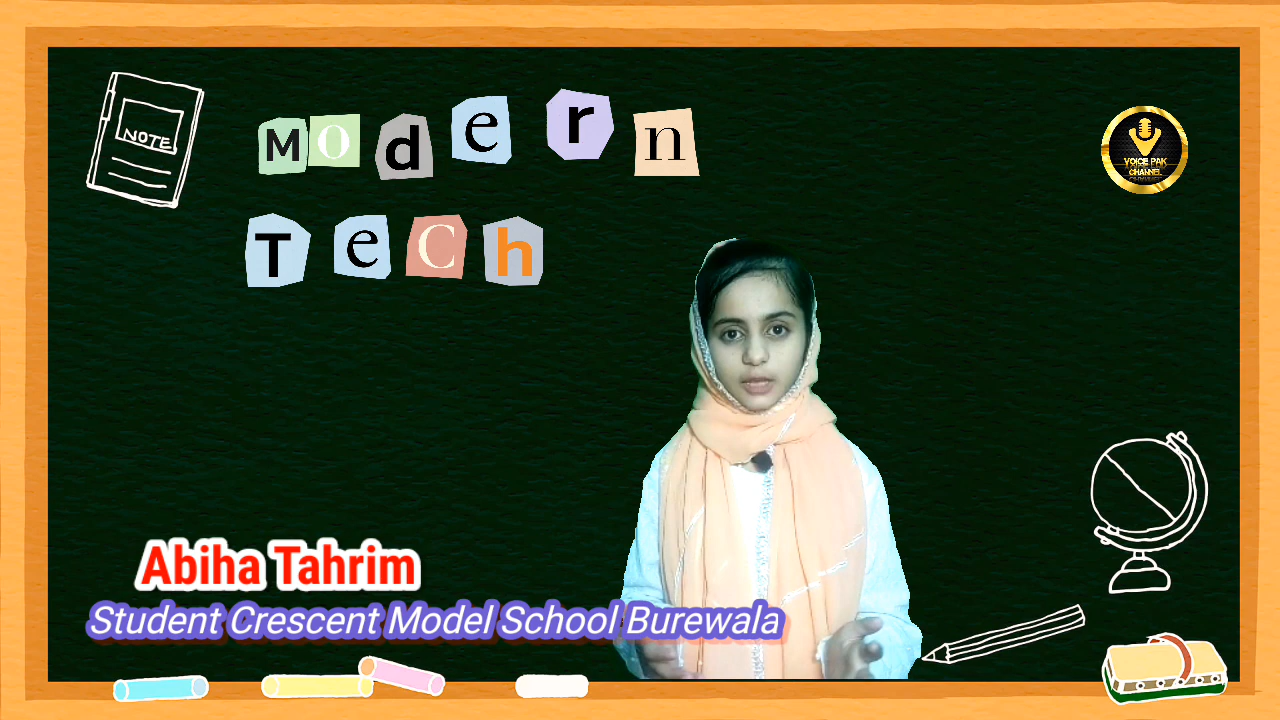 NOTE
Modern
TeCh
VOICE PAK
CHANNEL
Abiha Tahrim
Student Crescent Model School Burewala